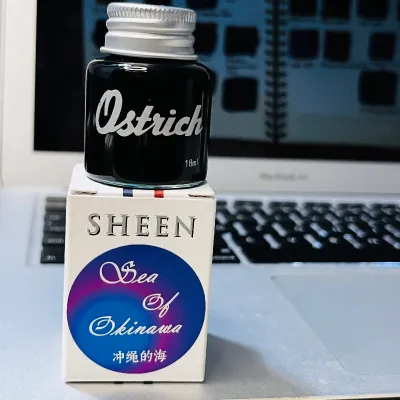 Ostrich
18ml
SHEEN
Sea
Of
Okinawa
冲绳的海